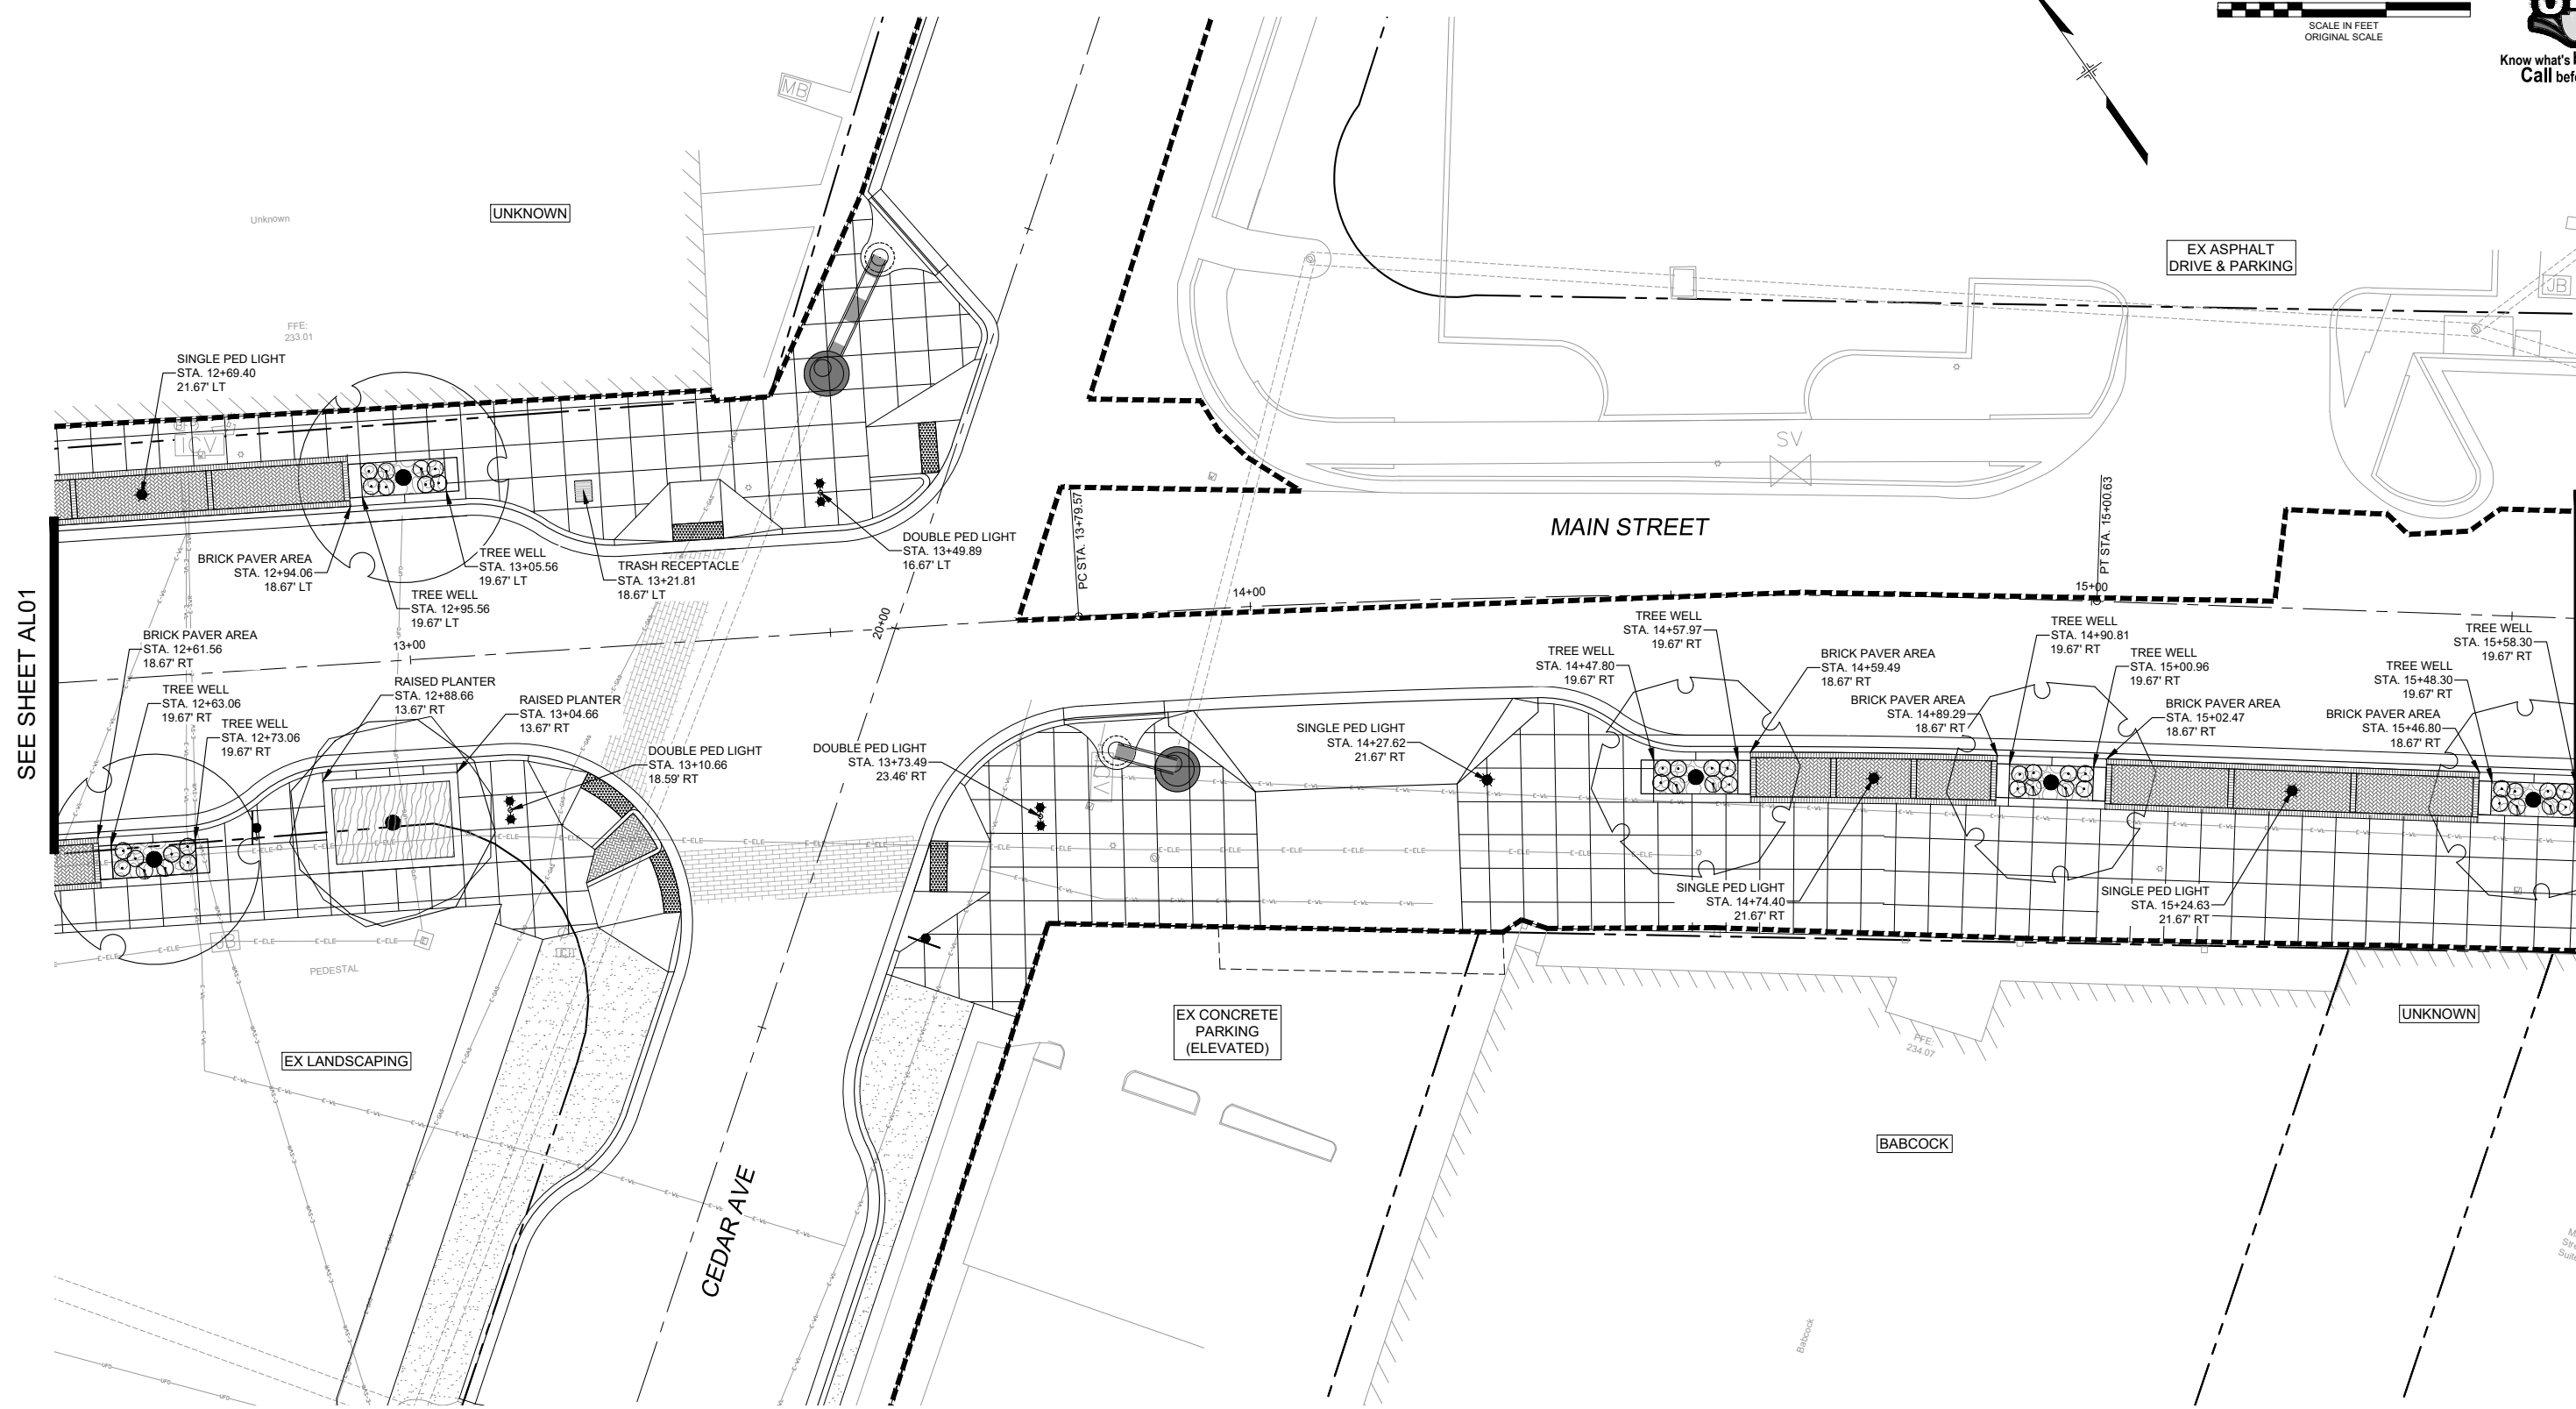 SCALE IN FEET
ORIGINAL SCALE
Know what's
Call
MB
UNKNOWN
Unknown
EX ASPHALT
DRIVE & PARKING
JB
FFE:
233.01
SINGLE PED LIGHT
STA. 12+69.40
21.67' LT
ICV
SV
MAIN STREET
PC STA. 13+79.57
PT STA. 15+00.63
DOUBLE PED LIGHT
STA. 13+49.89
16.67' LT
BRICK PAVER AREA
STA. 12+94.06
18.67' LT
TREE WELL
STA. 13+05.56
19.67' LT
TRASH RECEPTACLE
STA. 13+21.81
18.67' LT
TREE WELL
STA. 12+95.56
19.67' LT
SEE SHEET AL01
13+00
20+00
14+00
15+00
BRICK PAVER AREA
STA. 12+61.56
18.67' RT
TREE WELL
STA. 12+63.06
19.67' RT
TREE WELL
STA. 12+73.06
19.67' RT
RAISED PLANTER
STA. 12+88.66
13.67' RT
RAISED PLANTER
STA. 13+04.66
13.67' RT
DOUBLE PED LIGHT
STA. 13+10.66
18.59' RT
DOUBLE PED LIGHT
STA. 13+73.49
23.46' RT
SINGLE PED LIGHT
STA. 14+27.62
21.67' RT
TREE WELL
STA. 14+47.80
19.67' RT
TREE WELL
STA. 14+57.97
19.67' RT
BRICK PAVER AREA
STA. 14+59.49
18.67' RT
BRICK PAVER AREA
STA. 14+89.29
18.67' RT
TREE WELL
STA. 14+90.81
19.67' RT
TREE WELL
STA. 15+00.96
19.67' RT
BRICK PAVER AREA
STA. 15+02.47
18.67' RT
BRICK PAVER AREA
STA. 15+46.80
18.67' RT
TREE WELL
STA. 15+48.30
19.67' RT
TREE WELL
STA. 15+58.30
19.67' RT
SINGLE PED LIGHT
STA. 14+74.40
21.67' RT
SINGLE PED LIGHT
STA. 15+24.63
21.67' RT
JB
PEDESTAL
EX LANDSCAPING
EX CONCRETE
PARKING
(ELEVATED)
FFE:
234.07
UNKNOWN
BABCOCK
CEDAR AVE
Babcock